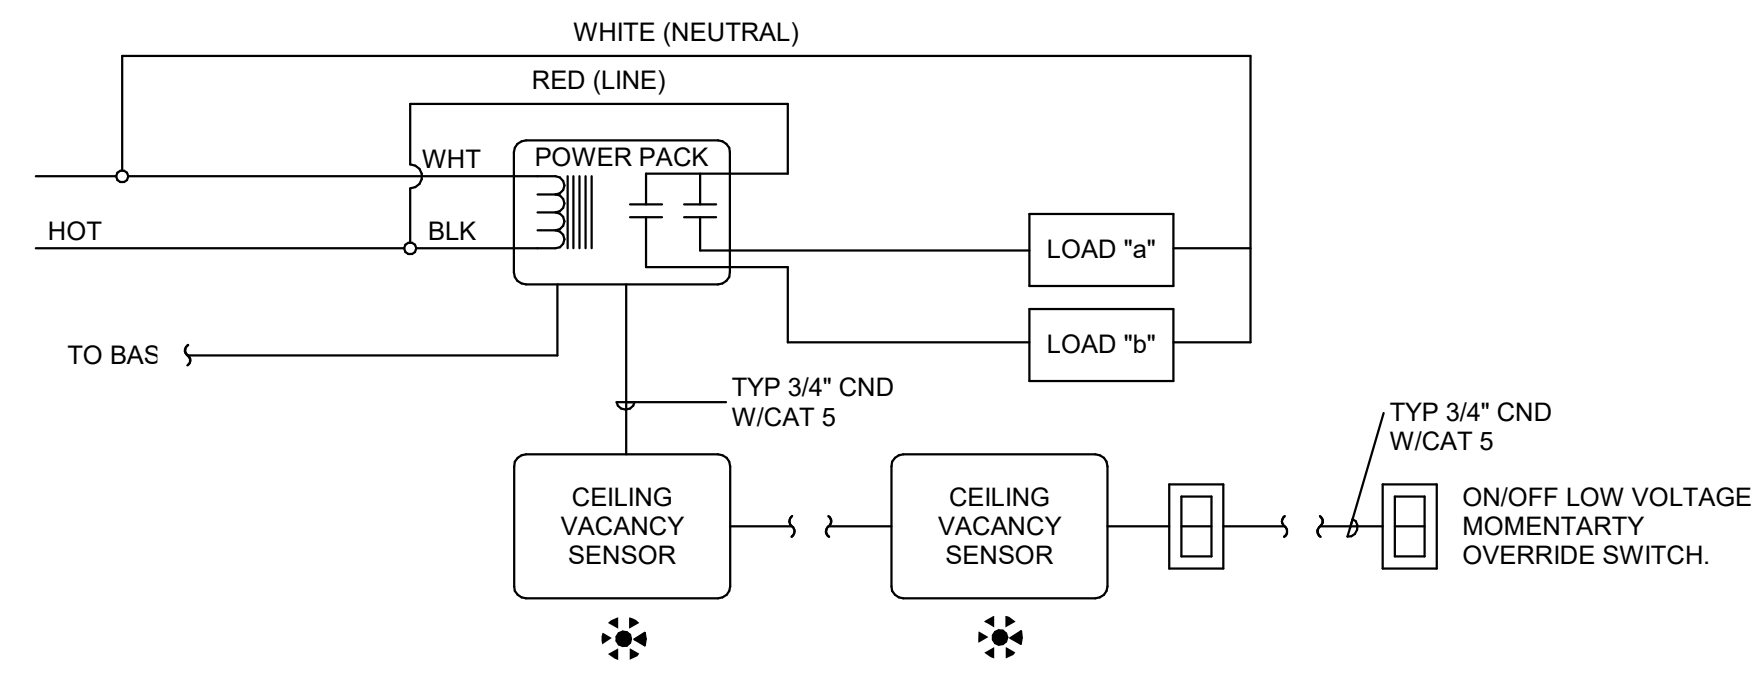 WHITE (NEUTRAL)
RED (LINE)
WHT
POWER PACK
HOT
BLK
LOAD "a"
LOAD "b"
TO BAS
TYP 3/4" CND
W/CAT 5
TYP 3/4" CND
W/CAT 5
CEILING
VACANCY
SENSOR
CEILING
VACANCY
SENSOR
ON/OFF LOW VOLTAGE
MOMENTARTY
OVERRIDE SWITCH.